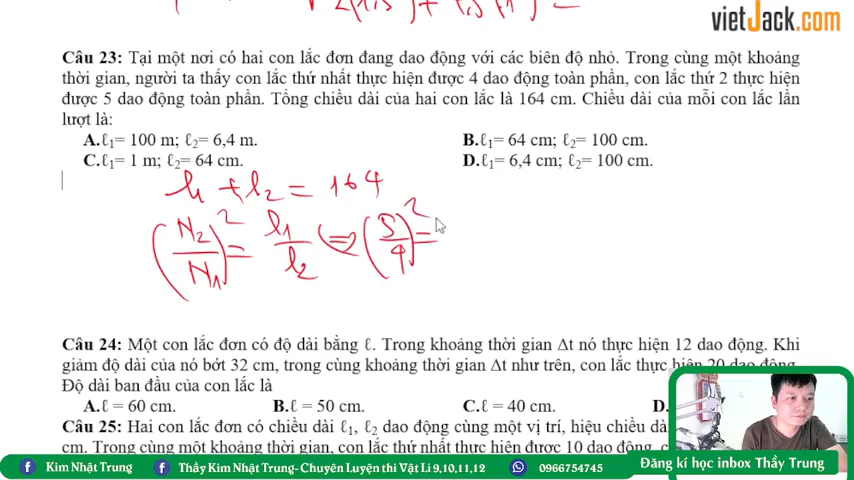 vietJack.com
Câu 23: Tại một nơi có hai con lắc đơn đang dao động với các biên độ nhỏ. Trong cùng một khoảng
thời gian, người ta thấy con lắc thứ nhất thực hiện được 4 dao động toàn phần, con lắc thứ 2 thực hiện
được 5 dao động toàn phần. Tổng chiều dài của hai con lắc là 164 cm. Chiều dài của mỗi con lắc lần
lượt là:
A.ℓ₁= 100 m; ℓ₂= 6,4 m. B.ℓ₁= 64 cm; ℓ₂= 100 cm.
C.ℓ₁= 1 m; ℓ₂= 64 cm. D.ℓ₁= 6,4 cm; ℓ₂= 100 cm.
l₁ + l₂ = 164
(N₂/N₁)² = l₁/l₂ ⇔ (5/4)² =
Câu 24: Một con lắc đơn có độ dài bằng ℓ. Trong khoảng thời gian Δt nó thực hiện 12 dao động. Khi
giảm độ dài của nó bớt 32 cm, trong cùng khoảng thời gian Δt như trên, con lắc thực hiện 20 dao động.
Độ dài ban đầu của con lắc là
A.ℓ = 60 cm. B.ℓ = 50 cm. C.ℓ = 40 cm. D.
Câu 25: Hai con lắc đơn có chiều dài ℓ₁, ℓ₂ dao động cùng một vị trí, hiệu chiều dài
cm. Trong cùng một khoảng thời gian, con lắc thứ nhất thực hiện được 10 dao động,
Kim Nhật Trung Thầy Kim Nhật Trung- Chuyên Luyện thi Vật Lí 9,10,11,12 0966754745 Đăng kí học inbox Thầy Trung